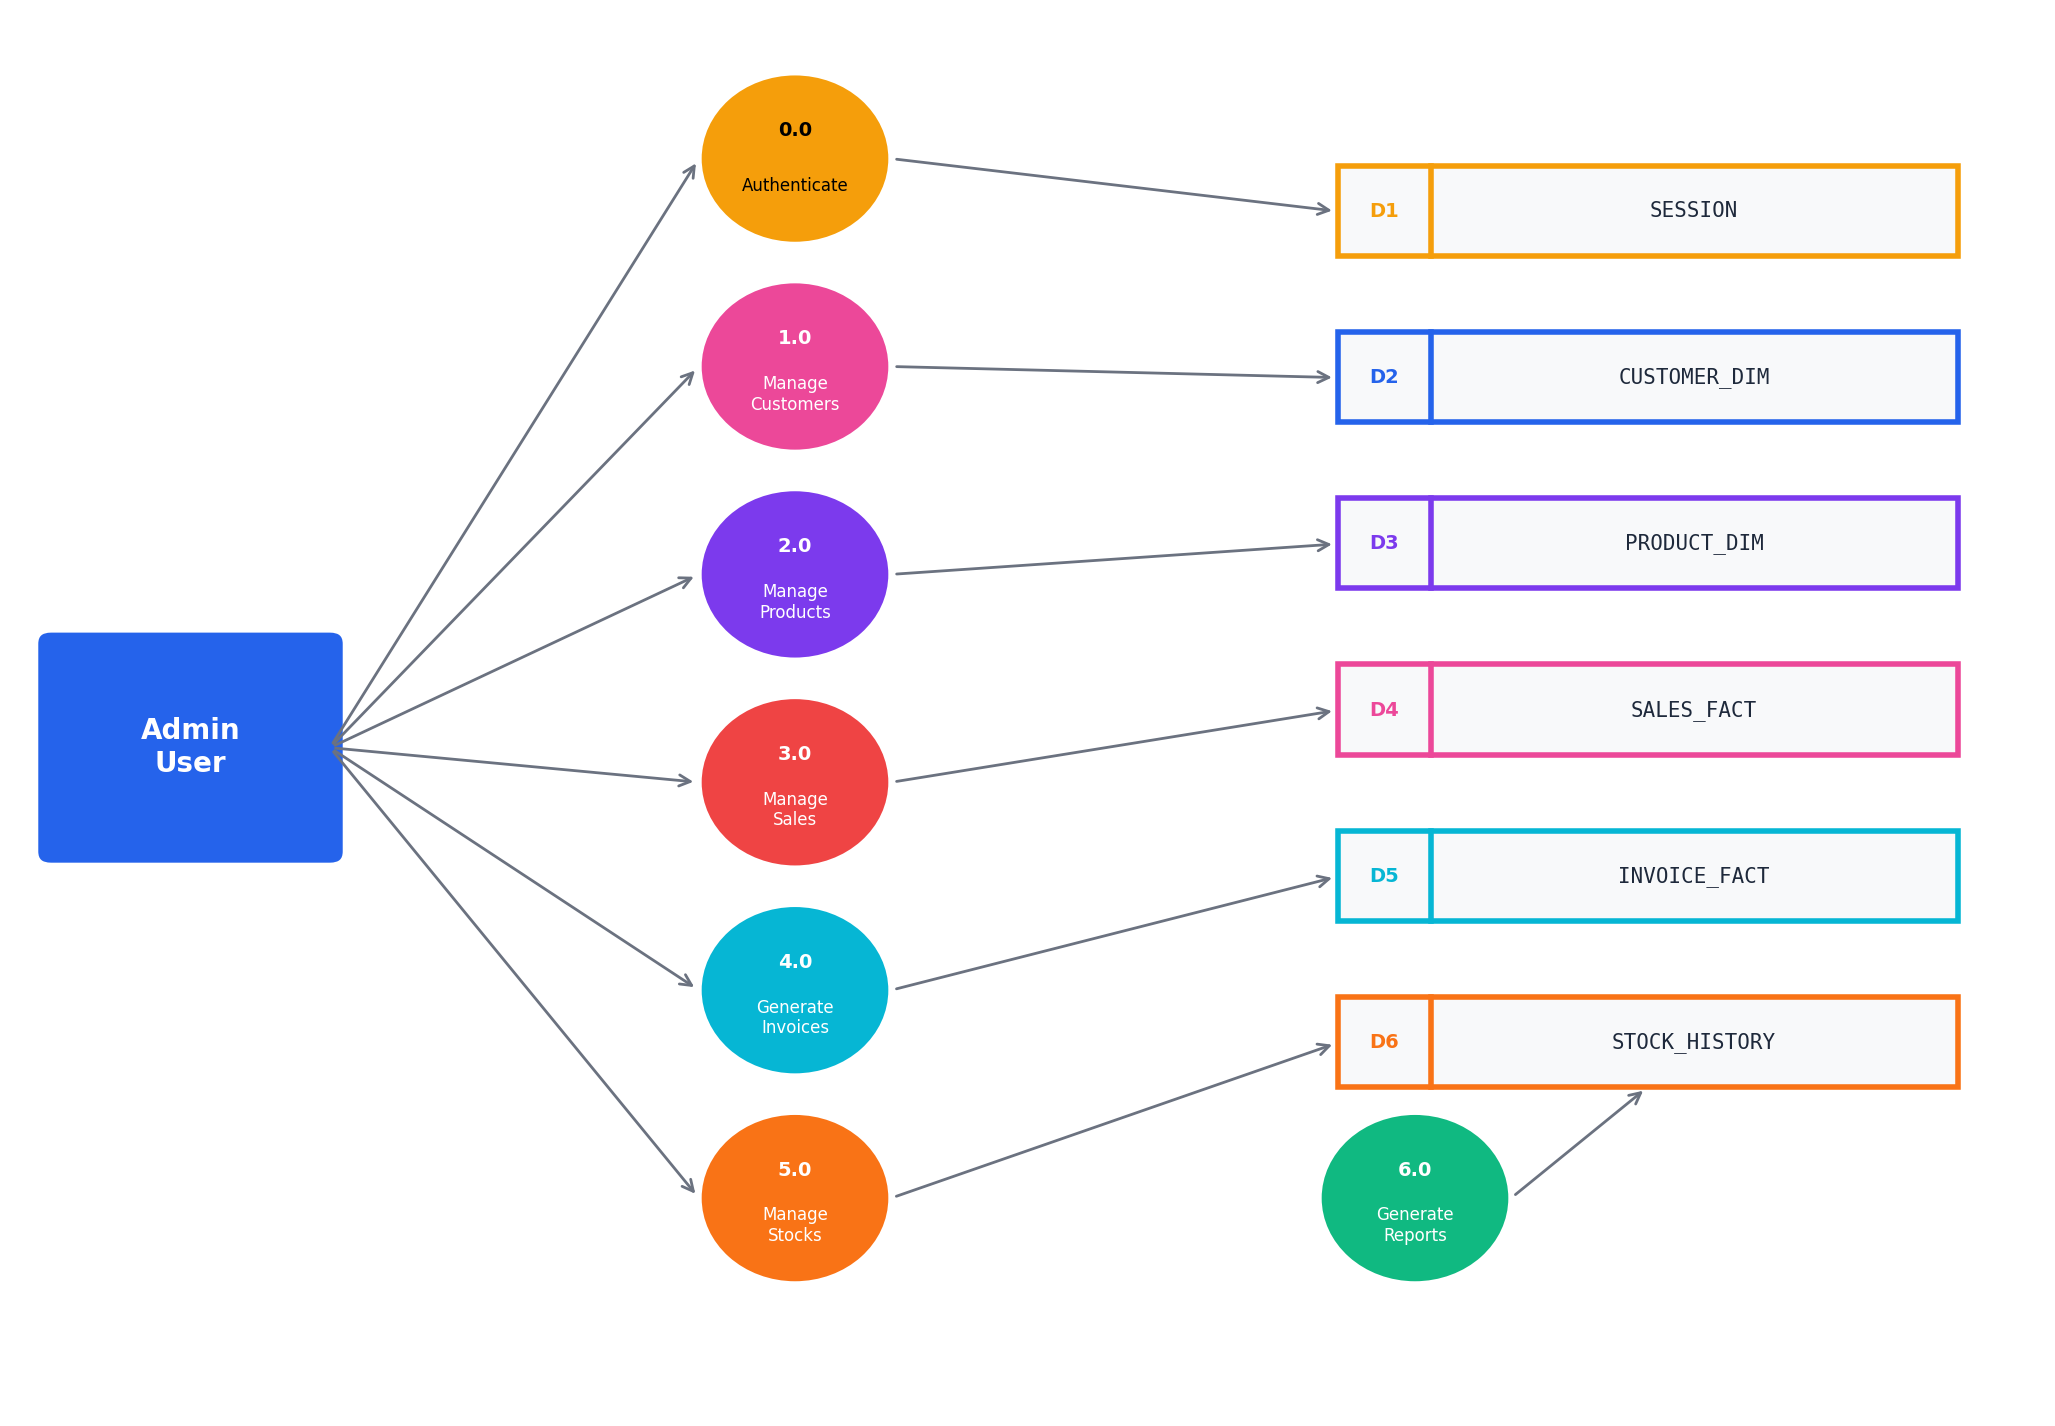 Admin
User
0.0
Authenticate
1.0
Manage
Customers
2.0
Manage
Products
3.0
Manage
Sales
4.0
Generate
Invoices
5.0
Manage
Stocks
D1 SESSION
D2 CUSTOMER_DIM
D3 PRODUCT_DIM
D4 SALES_FACT
D5 INVOICE_FACT
D6 STOCK_HISTORY
6.0
Generate
Reports